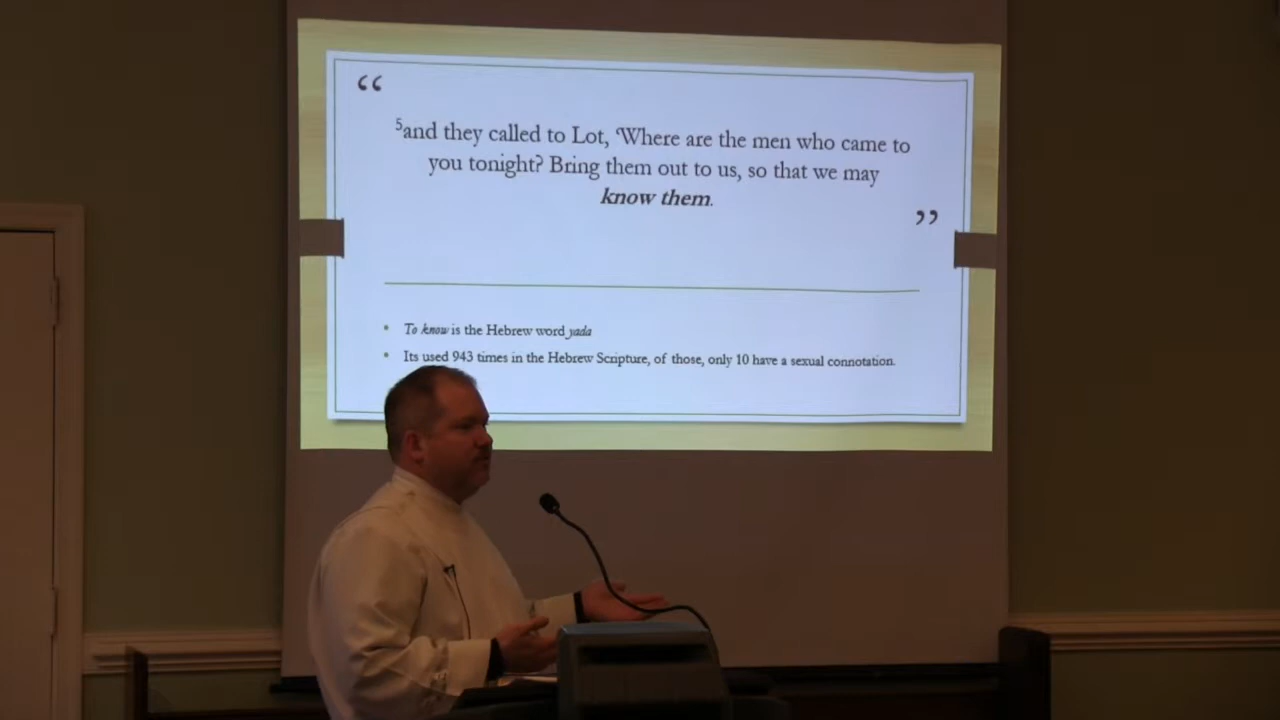 “
⁵and they called to Lot, ‘Where are the men who came to
you tonight? Bring them out to us, so that we may
know them.
”
• To know is the Hebrew word yada
• Its used 943 times in the Hebrew Scripture, of those, only 10 have a sexual connotation.